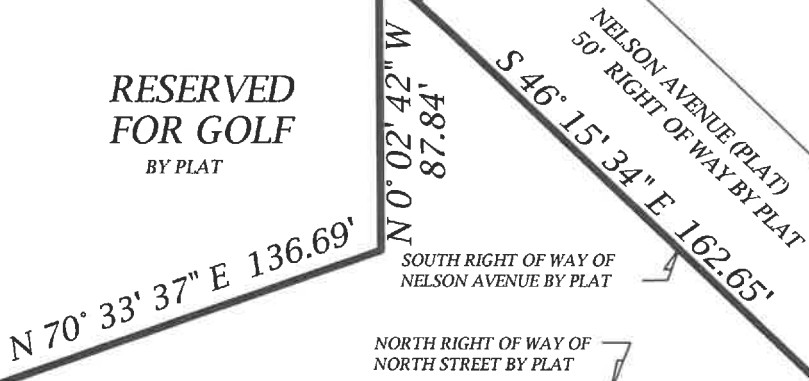 RESERVED
FOR GOLF
BY PLAT
N 0° 02' 42" W
87.84'
S 46° 15' 34" E 162.65'
NELSON AVENUE (PLAT)
50' RIGHT OF WAY BY PLAT
N 70° 33' 37" E 136.69'
SOUTH RIGHT OF WAY OF
NELSON AVENUE BY PLAT
NORTH RIGHT OF WAY OF
NORTH STREET BY PLAT